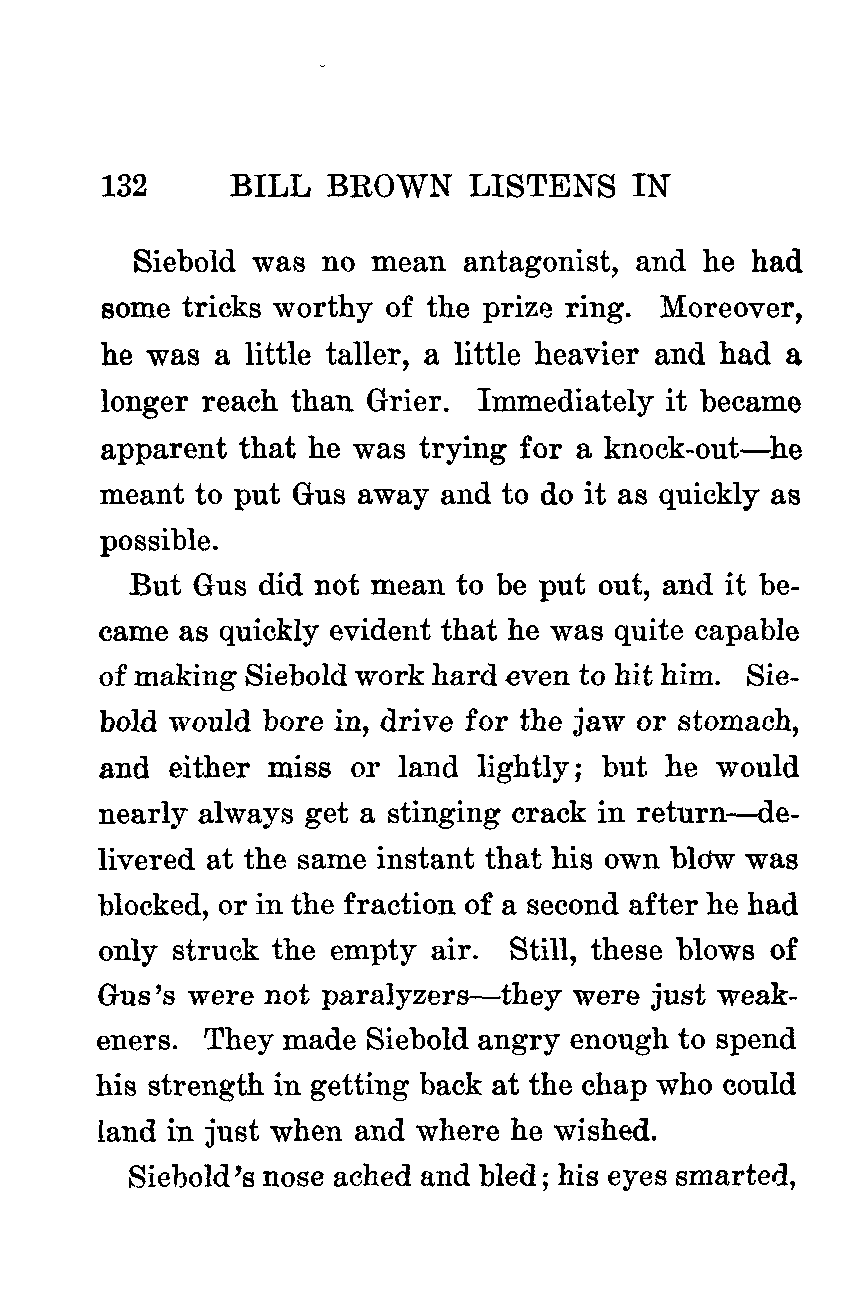 132 BILL BROWN LISTENS IN
Siebold was no mean antagonist, and he had
some tricks worthy of the prize ring. Moreover,
he was a little taller, a little heavier and had a
longer reach than Grier. Immediately it became
apparent that he was trying for a knock-out—he
meant to put Gus away and to do it as quickly as
possible.
But Gus did not mean to be put out, and it be-
came as quickly evident that he was quite capable
of making Siebold work hard even to hit him. Sie-
bold would bore in, drive for the jaw or stomach,
and either miss or land lightly; but he would
nearly always get a stinging crack in return—de-
livered at the same instant that his own blow was
blocked, or in the fraction of a second after he had
only struck the empty air. Still, these blows of
Gus's were not paralyzers—they were just weak-
eners. They made Siebold angry enough to spend
his strength in getting back at the chap who could
land in just when and where he wished.
Siebold's nose ached and bled; his eyes smarted,